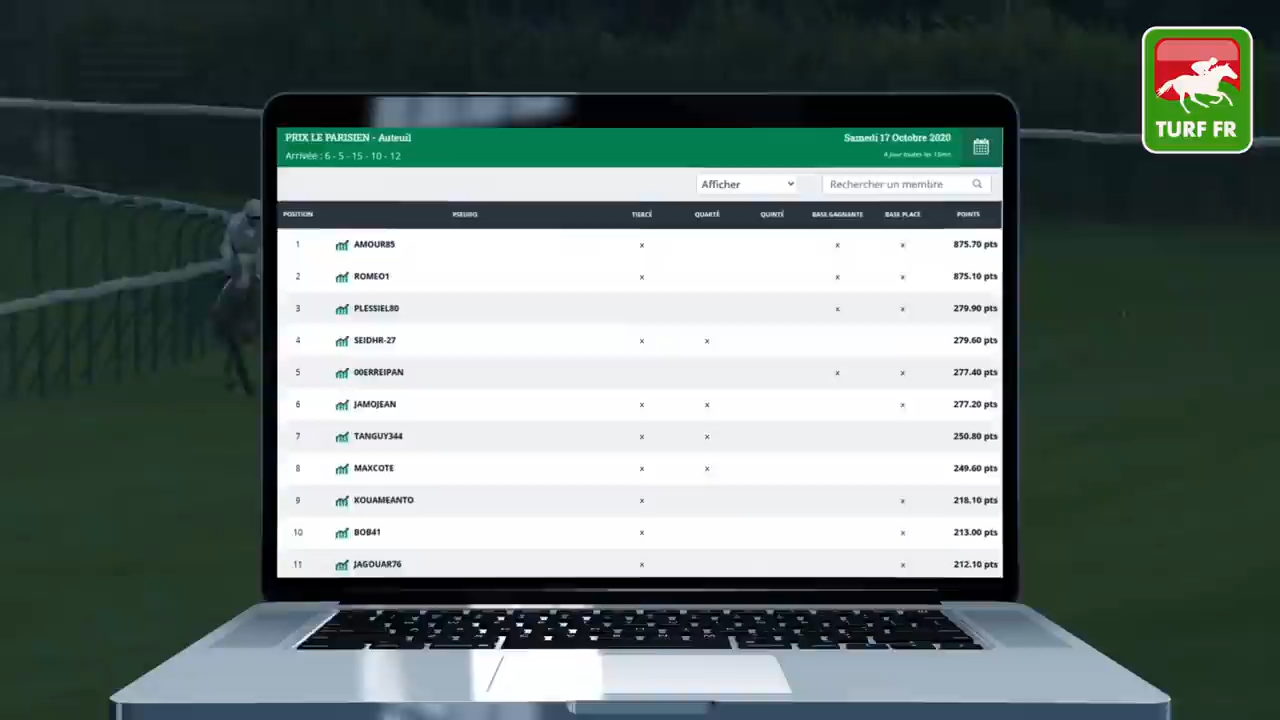 TURF FR
PRIX LE PARISIEN - Auteuil
Samedi 17 Octobre 2020
Arrivée : 6 - 5 - 15 - 10 - 12
A jour toutes les 15mn
Afficher
Rechercher un membre
POSITION PSEUDO TIERCÉ QUARTÉ QUINTÉ BASE GAGNANTE BASE PLACE POINTS
1 AMOUR85 x x x 875.70 pts
2 ROMEO1 x x x 875.10 pts
3 PLESSIEL80 x x 279.90 pts
4 SEIDHR-27 x x 279.60 pts
5 00ERREIPAN x x 277.40 pts
6 JAMOJEAN x x x 277.20 pts
7 TANGUY344 x x 250.80 pts
8 MAXCOTE x x 249.60 pts
9 KOUAMEANTO x x 218.10 pts
10 BOB41 x x 213.00 pts
11 JAGOUAR76 x x 212.10 pts